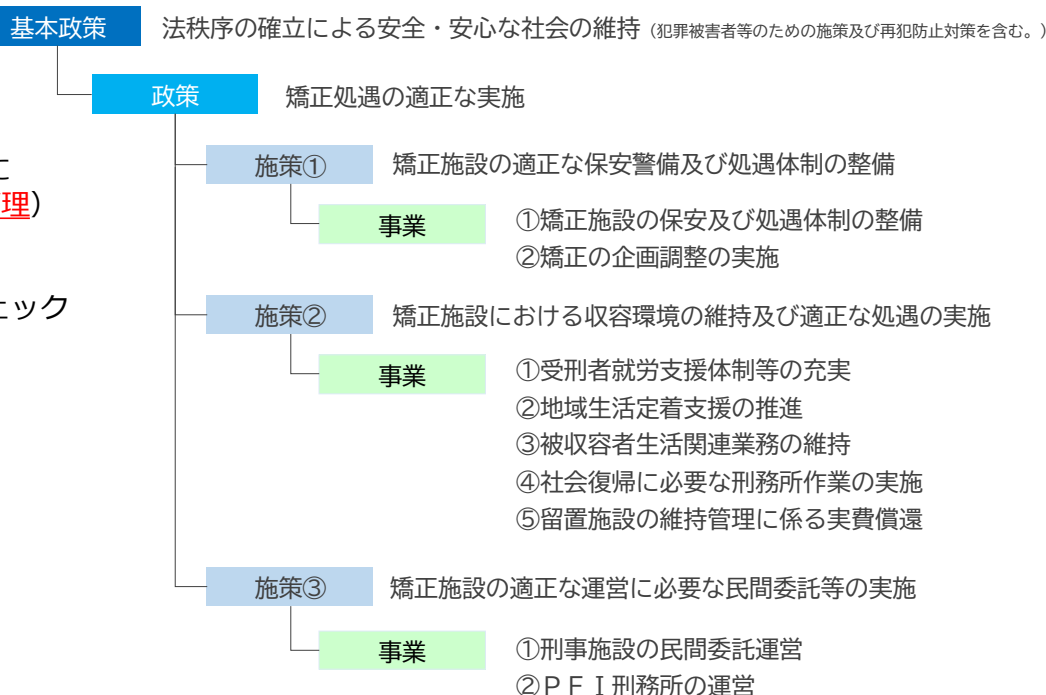 基本政策 法秩序の確立による安全・安心な社会の維持（犯罪被害者等のための施策及び再犯防止対策を含む。）
政策 矯正処遇の適正な実施
に
理）
ェック
施策① 矯正施設の適正な保安警備及び処遇体制の整備
事業 ①矯正施設の保安及び処遇体制の整備
②矯正の企画調整の実施
施策② 矯正施設における収容環境の維持及び適正な処遇の実施
事業 ①受刑者就労支援体制等の充実
②地域生活定着支援の推進
③被収容者生活関連業務の維持
④社会復帰に必要な刑務所作業の実施
⑤留置施設の維持管理に係る実費償還
施策③ 矯正施設の適正な運営に必要な民間委託等の実施
事業 ①刑事施設の民間委託運営
②ＰＦＩ刑務所の運営